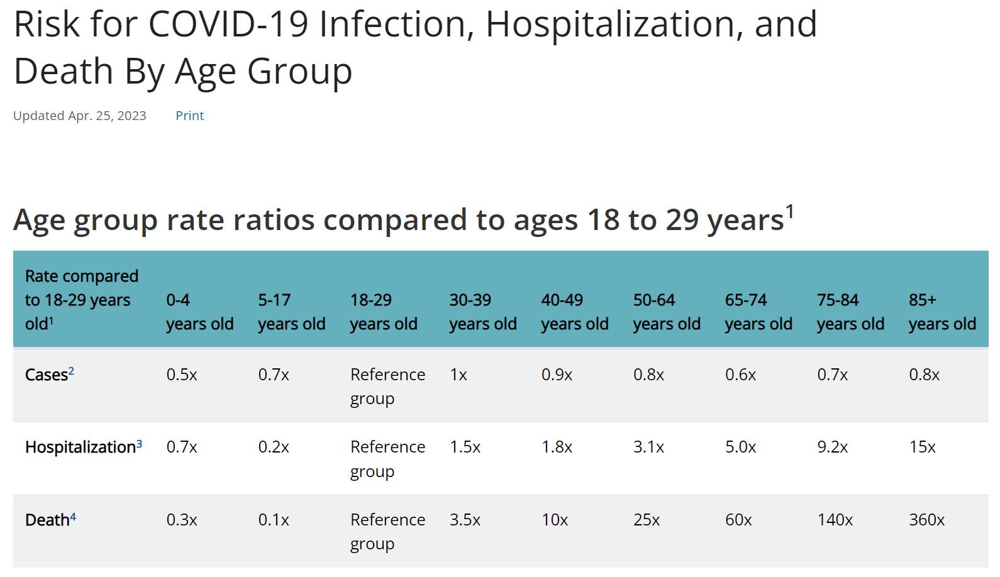 Risk for COVID-19 Infection, Hospitalization, and
Death By Age Group
Updated Apr. 25, 2023 Print
Age group rate ratios compared to ages 18 to 29 years¹
Rate compared to 18-29 years old¹ 0-4 years old 5-17 years old 18-29 years old 30-39 years old 40-49 years old 50-64 years old 65-74 years old 75-84 years old 85+ years old
Cases² 0.5x 0.7x Reference group 1x 0.9x 0.8x 0.6x 0.7x 0.8x
Hospitalization³ 0.7x 0.2x Reference group 1.5x 1.8x 3.1x 5.0x 9.2x 15x
Death⁴ 0.3x 0.1x Reference group 3.5x 10x 25x 60x 140x 360x